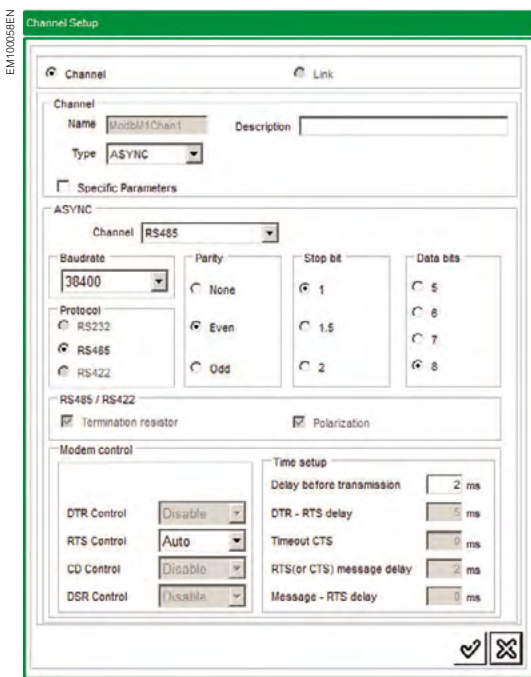 EM100058EN
Channel Setup
Channel Link
Channel
Name ModbM1Chan1 Description
Type ASYNC
Specific Parameters
ASYNC
Channel RS485
Baudrate Parity Stop bit Data bits
38400 None 1 5
Protocol 6
RS232 Even 1.5 7
RS485 Odd 2 8
RS422
RS485 / RS422
Termination resistor Polarization
Modem control
Time setup
Delay before transmission 2 ms
DTR Control Disable DTR - RTS delay 5 ms
RTS Control Auto Timeout CTS 0 ms
CD Control Disable RTS(or CTS) message delay 2 ms
DSR Control Disable Message - RTS delay 0 ms